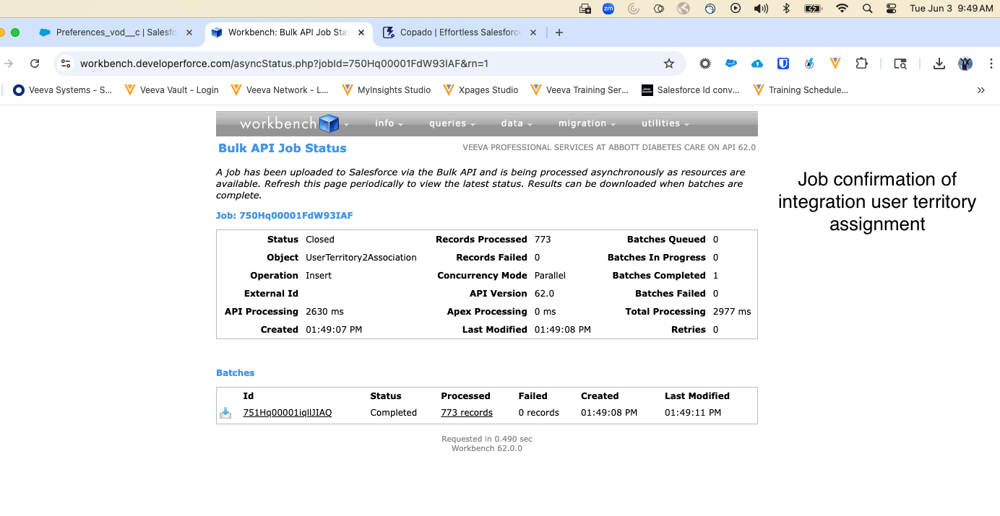 zm
Tue Jun 3 9:49 AM
Preferences_vod__c | Salesfo
Workbench: Bulk API Job Stat
Copado | Effortless Salesforce
workbench.developerforce.com/asyncStatus.php?jobId=750Hq00001FdW93IAF&rn=1
Veeva Systems - S...
Veeva Vault - Login
Veeva Network - L...
MyInsights Studio
Xpages Studio
Veeva Training Ser...
Salesforce Id conv...
Training Schedule...
workbench
info
queries
data
migration
utilities
Bulk API Job Status
VEEVA PROFESSIONAL SERVICES AT ABBOTT DIABETES CARE ON API 62.0
A job has been uploaded to Salesforce via the Bulk API and is being processed asynchronously as resources are
available. Refresh this page periodically to view the latest status. Results can be downloaded when batches are
complete.
Job confirmation of
integration user territory
assignment
Job: 750Hq00001FdW93IAF
Status Closed Records Processed 773 Batches Queued 0
Object UserTerritory2Association Records Failed 0 Batches In Progress 0
Operation Insert Concurrency Mode Parallel Batches Completed 1
External Id API Version 62.0 Batches Failed 0
API Processing 2630 ms Apex Processing 0 ms Total Processing 2977 ms
Created 01:49:07 PM Last Modified 01:49:08 PM Retries 0
Batches
Id Status Processed Failed Created Last Modified
751Hq00001iqllJIAQ Completed 773 records 0 records 01:49:08 PM 01:49:11 PM
Requested in 0.490 sec
Workbench 62.0.0